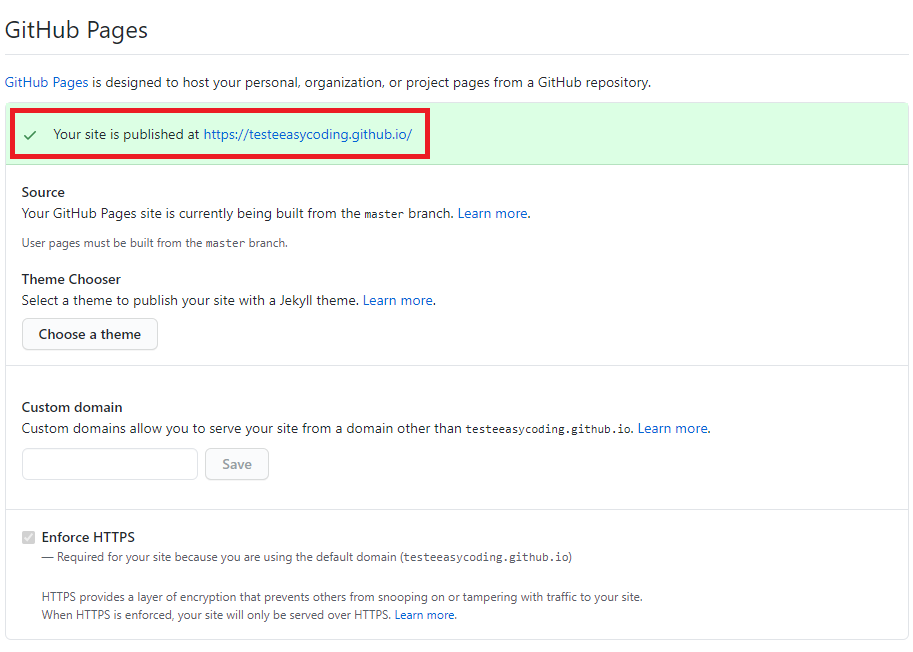 GitHub Pages
GitHub Pages is designed to host your personal, organization, or project pages from a GitHub repository.
Your site is published at https://testeeasycoding.github.io/
Source
Your GitHub Pages site is currently being built from the master branch. Learn more.
User pages must be built from the master branch.
Theme Chooser
Select a theme to publish your site with a Jekyll theme. Learn more.
Choose a theme
Custom domain
Custom domains allow you to serve your site from a domain other than testeeasycoding.github.io. Learn more.
Save
Enforce HTTPS
— Required for your site because you are using the default domain (testeeasycoding.github.io)
HTTPS provides a layer of encryption that prevents others from snooping on or tampering with traffic to your site.
When HTTPS is enforced, your site will only be served over HTTPS. Learn more.